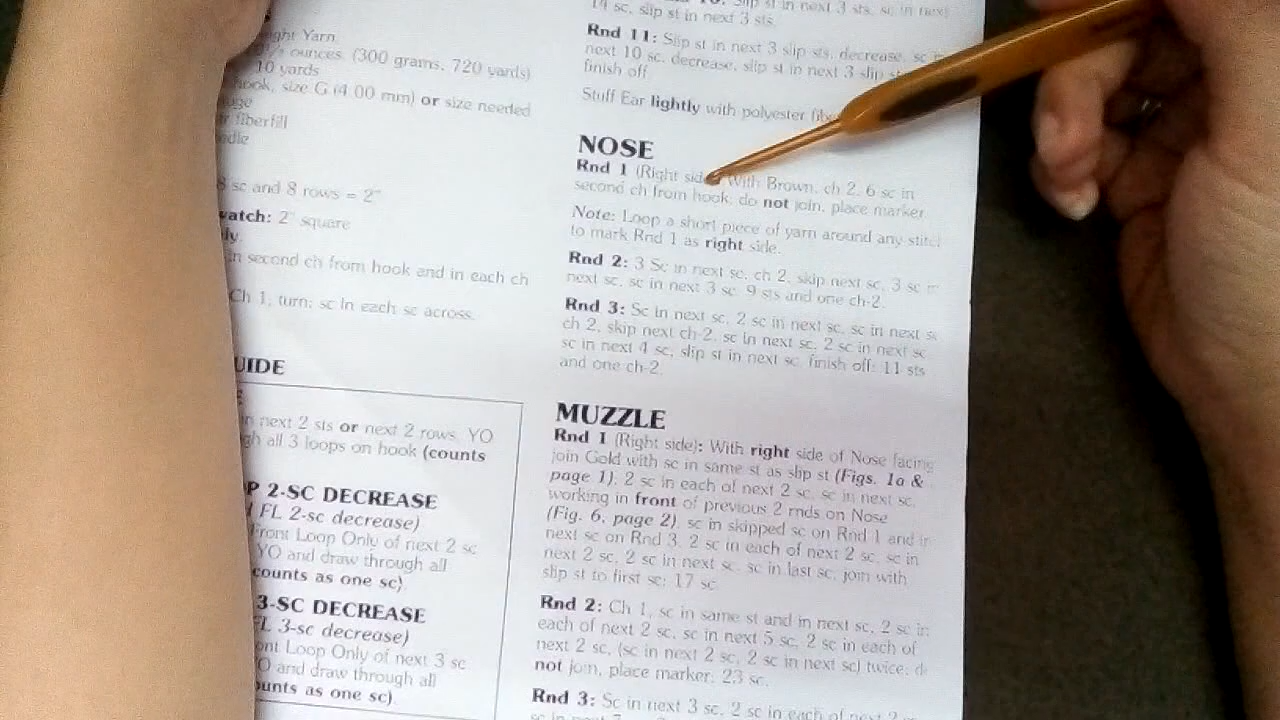 Yarn.
ounces (300 grams, 720 yards)
10 yards
hook, size G (4.00 mm) or size needed
fiberfill
8 sc and 8 rows = 2"
2" square
in second ch from hook and in each ch
Ch 1, turn; sc in each sc across.
next 2 sts or next 2 rows, YO
all 3 loops on hook (counts
2-SC DECREASE
FL 2-sc decrease)
Front Loop Only of next 2 sc
YO and draw through all
counts as one sc).
3-SC DECREASE
FL 3-sc decrease)
Loop Only of next 3 sc
and draw through all
as one sc).
Slip st in next 3 sts, sc in next
14 sc, slip st in next 3 sts.
Rnd 11: Slip st in next 3 slip sts, decrease, sc in
next 10 sc, decrease, slip st in next 3 slip
finish off.
Stuff Ear lightly with polyester
NOSE
Rnd 1 (Right With Brown, ch 2, 6 sc in
second ch from hook; do not join, place marker
Note: Loop a short piece of yarn around any stitch
to mark Rnd 1 as right side.
Rnd 2: 3 Sc in next sc, ch 2, skip next sc, 3 sc in
next sc, sc in next 3 sc: 9 sts and one ch-2.
Rnd 3: Sc in next sc, 2 sc in next sc, sc in next sc
ch 2, skip next ch-2, sc in next sc, 2 sc in next sc
sc in next 4 sc, slip st in next sc, finish off: 11 sts
and one ch-2.
MUZZLE
Rnd 1 (Right side): With right side of Nose facing
join Gold with sc in same st as slip st (Figs. 1a &
page 1), 2 sc in each of next 2 sc, sc in next sc,
working in front of previous 2 rnds on Nose
(Fig. 6, page 2), sc in skipped sc on Rnd 1 and in
next sc on Rnd 3, 2 sc in each of next 2 sc, sc in
next 2 sc, 2 sc in next sc, sc in last sc; join with
slip st to first sc: 17 sc.
Rnd 2: Ch 1, sc in same st and in next sc, 2 sc in
each of next 2 sc, sc in next 5 sc, 2 sc in each of
next 2 sc, (sc in next 2 sc, 2 sc in next sc) twice;
not join, place marker: 23 sc.
Rnd 3: Sc in next 3 sc, 2 sc in each of next